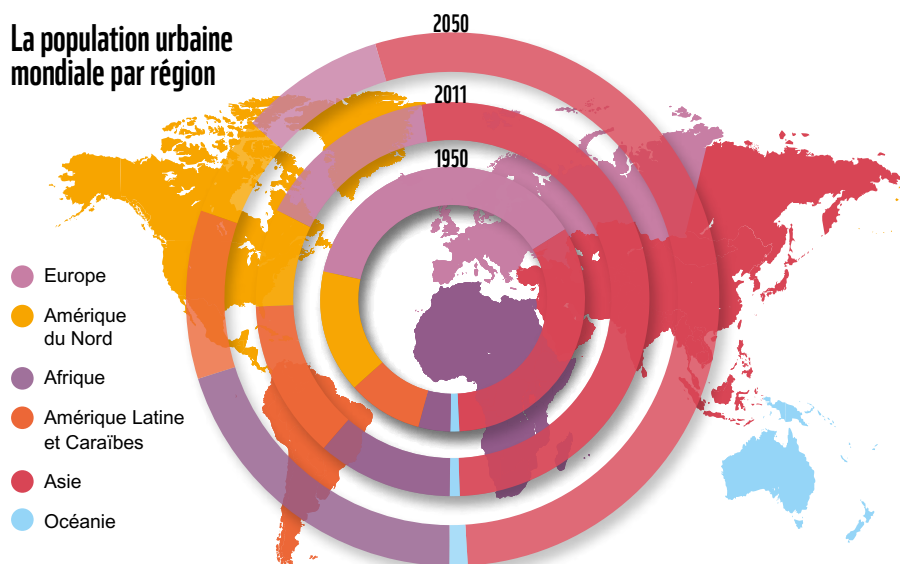 La population urbaine
mondiale par région
2050
2011
1950
Europe
Amérique
du Nord
Afrique
Amérique Latine
et Caraïbes
Asie
Océanie